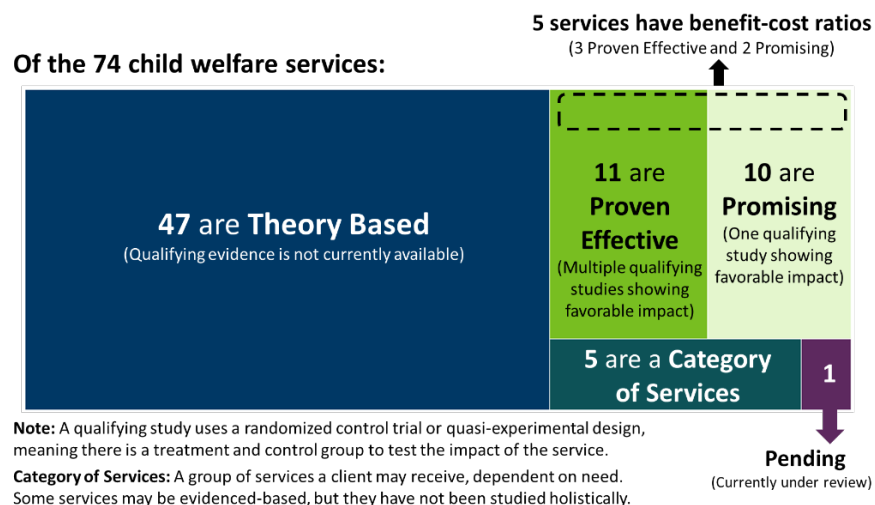 5 services have benefit-cost ratios
(3 Proven Effective and 2 Promising)
Of the 74 child welfare services:
47 are Theory Based
(Qualifying evidence is not currently available)
11 are
Proven
Effective
(Multiple qualifying
studies showing
favorable impact)
10 are
Promising
(One qualifying
study showing
favorable impact)
5 are a Category
of Services
1
Note: A qualifying study uses a randomized control trial or quasi-experimental design,
meaning there is a treatment and control group to test the impact of the service.
Category of Services: A group of services a client may receive, dependent on need.
Some services may be evidenced-based, but they have not been studied holistically.
Pending
(Currently under review)